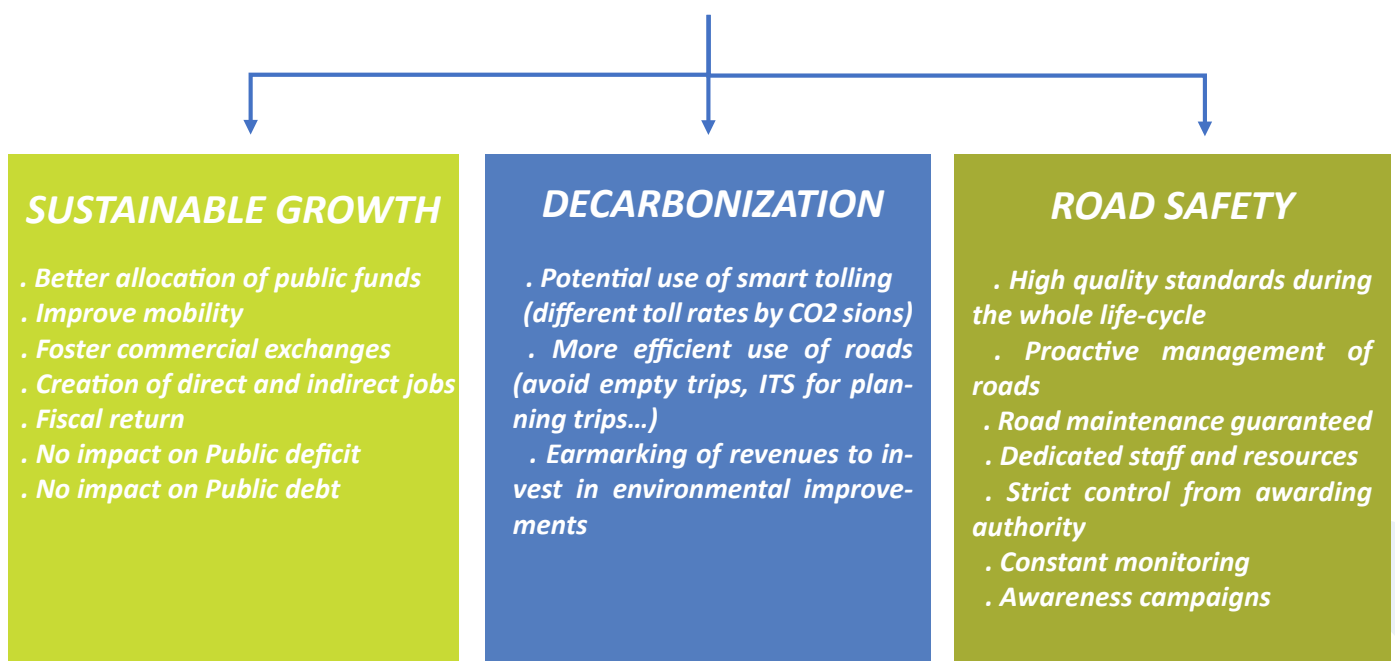 SUSTAINABLE GROWTH
. Better allocation of public funds
. Improve mobility
. Foster commercial exchanges
. Creation of direct and indirect jobs
. Fiscal return
. No impact on Public deficit
. No impact on Public debt
DECARBONIZATION
. Potential use of smart tolling
(different toll rates by CO2 sions)
. More efficient use of roads
(avoid empty trips, ITS for plan-
ning trips...)
. Earmarking of revenues to in-
vest in environmental improve-
ments
ROAD SAFETY
. High quality standards during
the whole life-cycle
. Proactive management of
roads
. Road maintenance guaranteed
. Dedicated staff and resources
. Strict control from awarding
authority
. Constant monitoring
. Awareness campaigns